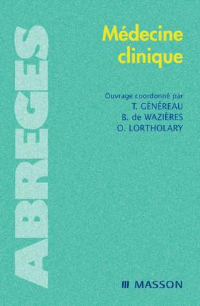 ABREGES
Médecine
clinique
Ouvrage coordonné par
T. GÉNÉREAU
B. de WAZIÈRES
O. LORTHOLARY
MASSON